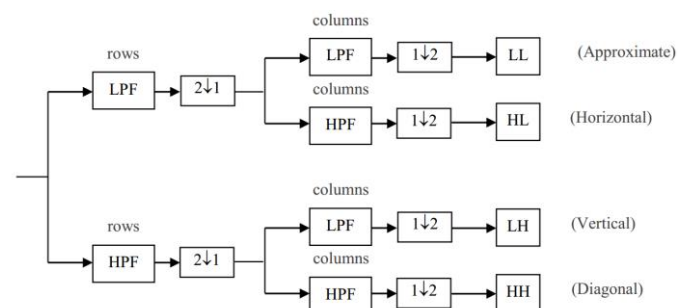 columns
rows LPF 1↓2 LL (Approximate)
LPF 2↓1 columns
HPF 1↓2 HL (Horizontal)
columns
rows LPF 1↓2 LH (Vertical)
HPF 2↓1 columns
HPF 1↓2 HH (Diagonal)